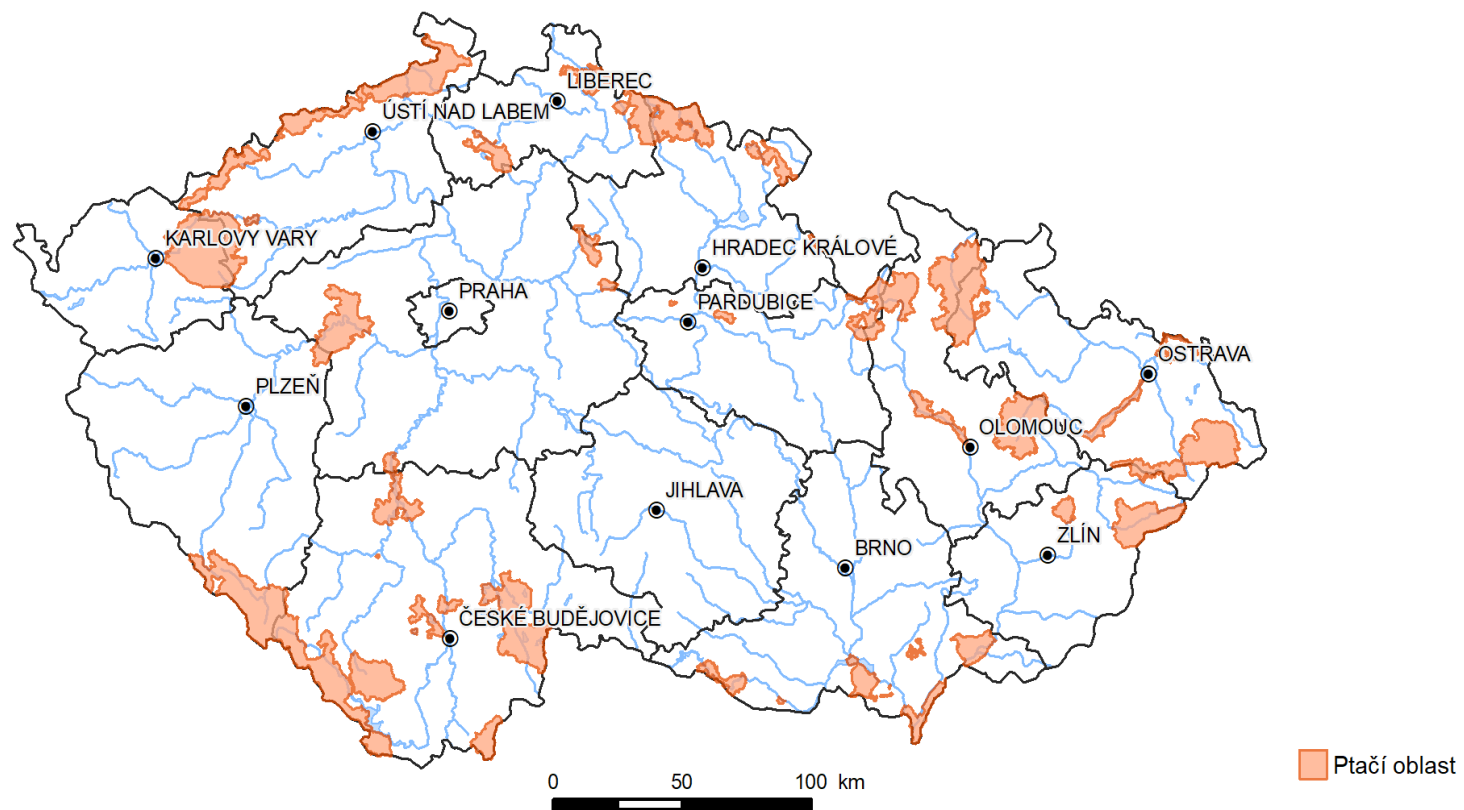 LIBEREC
ÚSTÍ NAD LABEM
KARLOVY VARY
HRADEC KRÁLOVÉ
PRAHA
PARDUBICE
OSTRAVA
PLZEŇ
OLOMOUC
JIHLAVA
ZLÍN
BRNO
ČESKÉ BUDĚJOVICE
Ptačí oblast
0 50 100 km